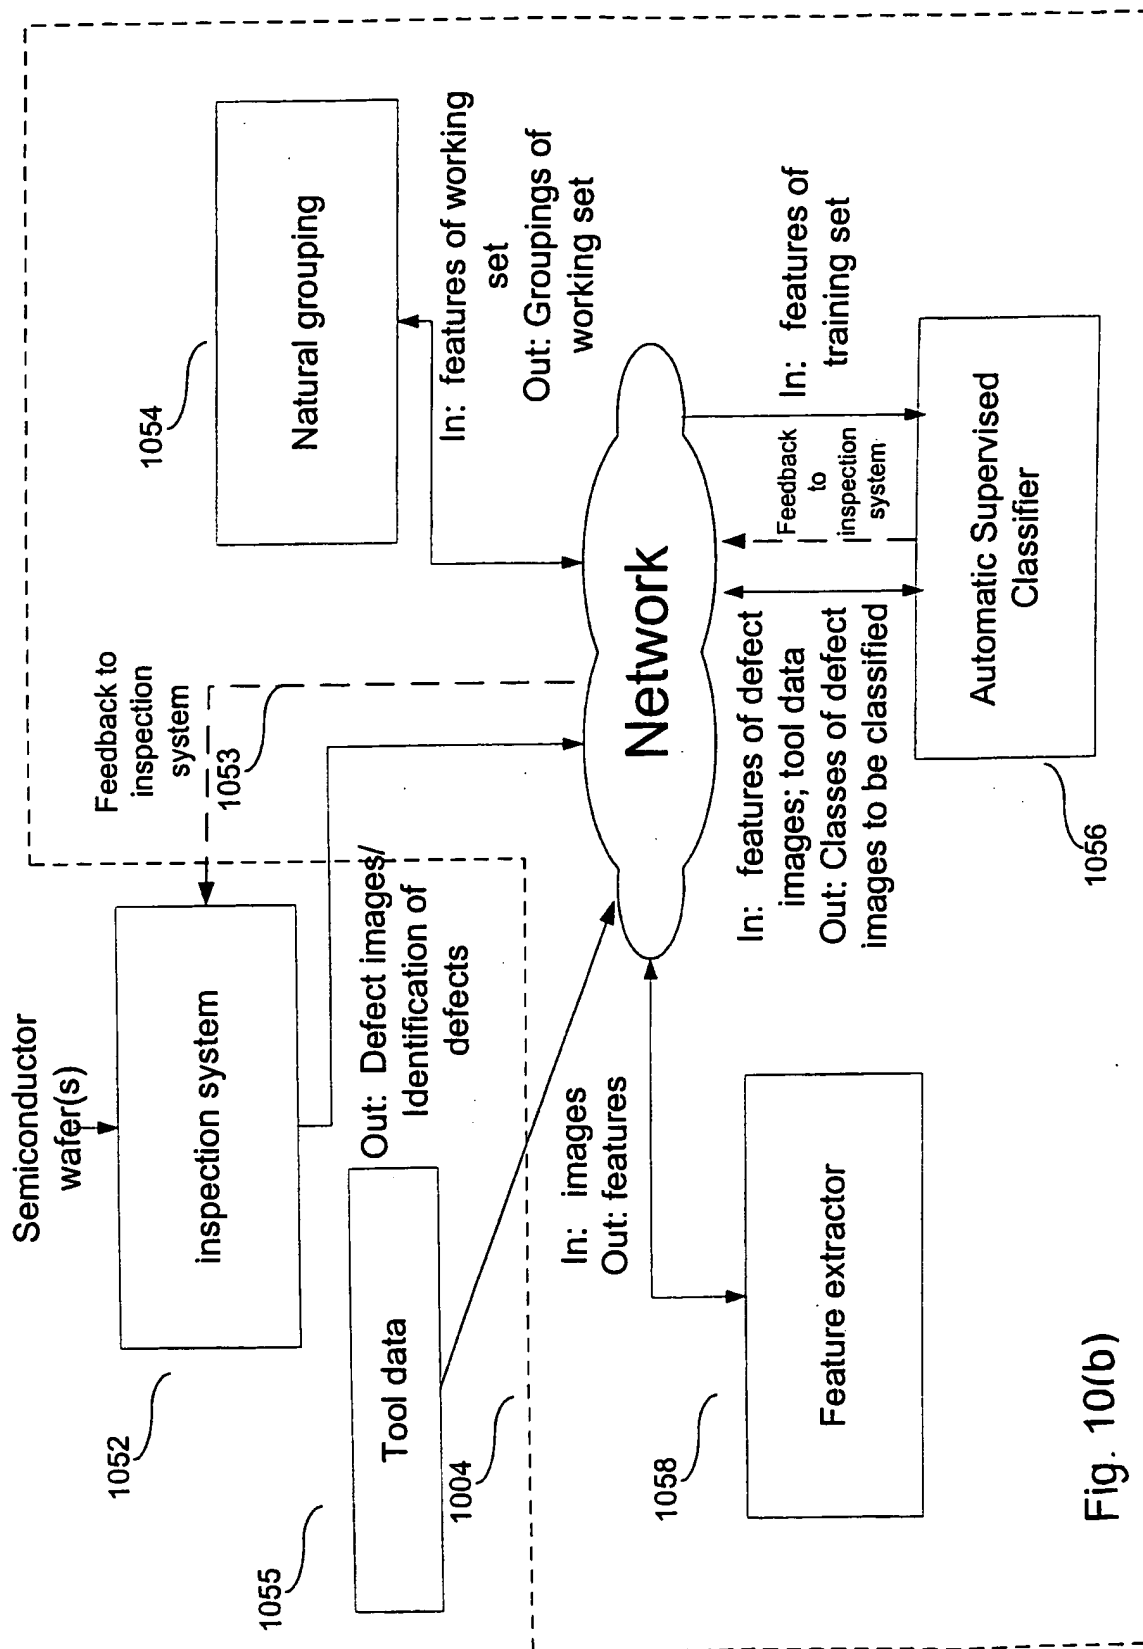 Semiconductor
wafer(s)
inspection system
1052
Feedback to
inspection
system
1053
1054
Natural grouping
In: features of working
set
Out: Groupings of
working set
1055
Tool data
1004
Out: Defect images/
Identification of
defects
Network
In: images
Out: features
1058
Feature extractor
In: features of defect
images; tool data
Out: Classes of defect
images to be classified
Feedback
to
inspection
system
In: features of
training set
Automatic Supervised
Classifier
1056
Fig. 10(b)